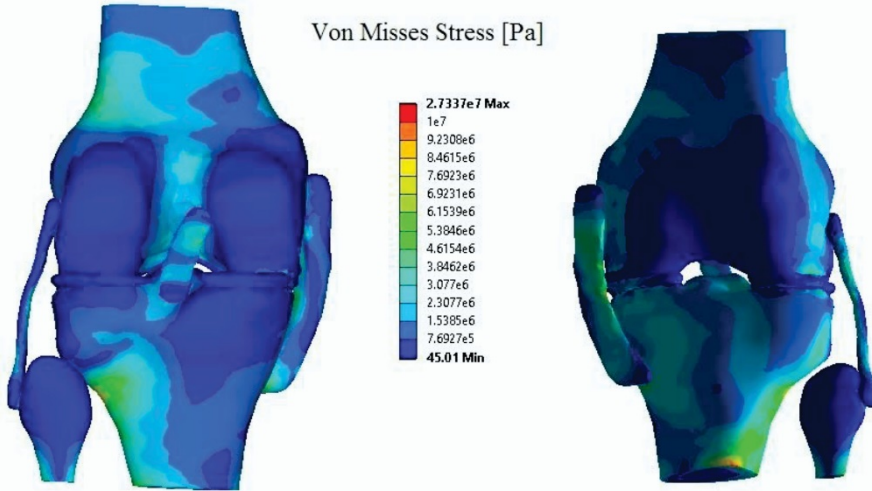 Von Misses Stress [Pa]
2.7337e7 Max
1e7
9.2308e6
8.4615e6
7.6923e6
6.9231e6
6.1539e6
5.3846e6
4.6154e6
3.8462e6
3.077e6
2.3077e6
1.5385e6
7.6927e5
45.01 Min